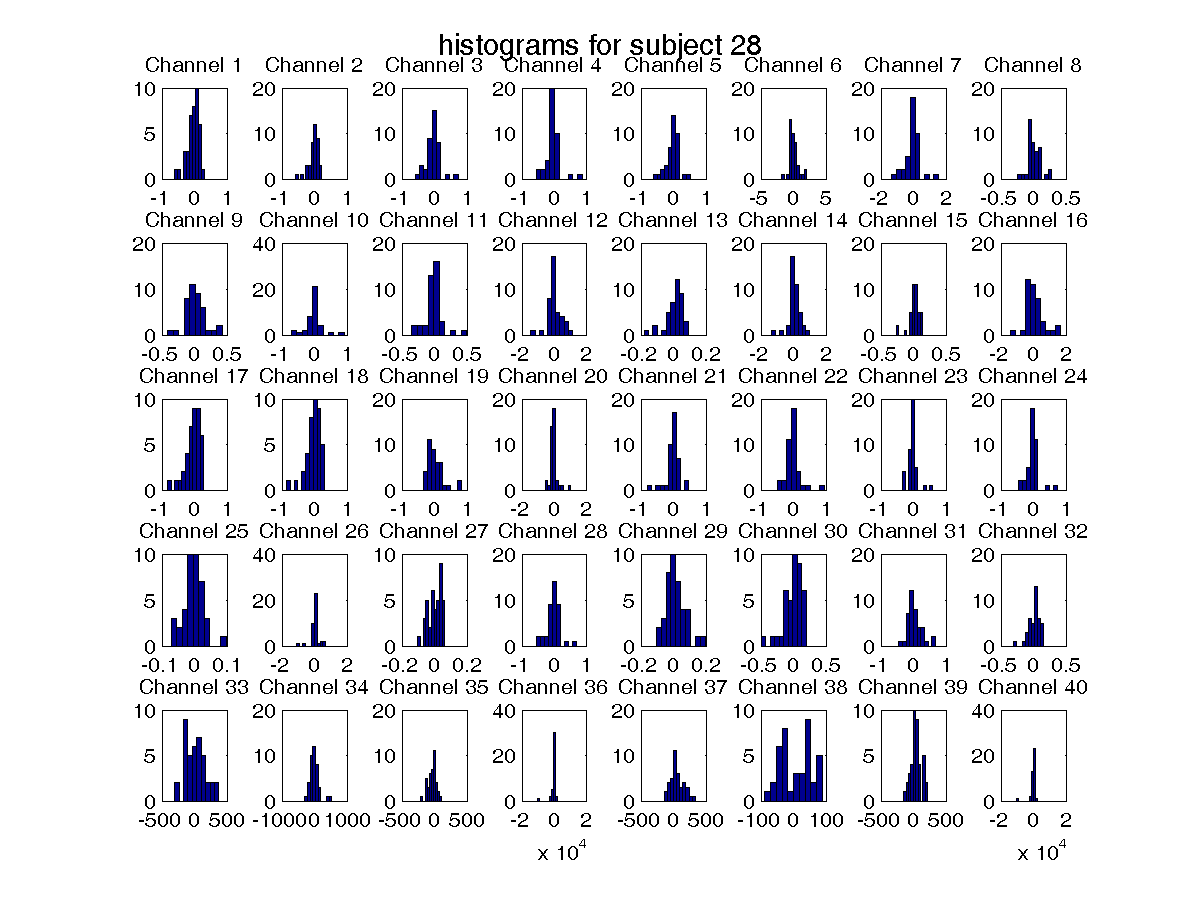 histograms for subject 28
Channel 1 Channel 2 Channel 3 Channel 4 Channel 5 Channel 6 Channel 7 Channel 8
10 20 20 20 20 20 20 20
5 10 10 10 10 10 10 10
0 0 0 0 0 0 0 0
-1 0 1 -1 0 1 -1 0 1 -1 0 1 -1 0 1 -5 0 5 -2 0 2 -0.5 0 0.5
Channel 9 Channel 10 Channel 11 Channel 12 Channel 13 Channel 14 Channel 15 Channel 16
20 40 20 20 20 20 20 20
10 20 10 10 10 10 10 10
0 0 0 0 0 0 0 0
-0.5 0 0.5 -1 0 1 -0.5 0 0.5 -2 0 2 -0.2 0 0.2 -2 0 2 -0.5 0 0.5 -2 0 2
Channel 17 Channel 18 Channel 19 Channel 20 Channel 21 Channel 22 Channel 23 Channel 24
10 10 20 20 20 20 20 20
5 5 10 10 10 10 10 10
0 0 0 0 0 0 0 0
-1 0 1 -1 0 1 -1 0 1 -2 0 2 -1 0 1 -1 0 1 -1 0 1 -1 0 1
Channel 25 Channel 26 Channel 27 Channel 28 Channel 29 Channel 30 Channel 31 Channel 32
10 40 10 20 10 10 20 20
5 20 5 10 5 5 10 10
0 0 0 0 0 0 0 0
-0.1 0 0.1 -2 0 2 -0.2 0 0.2 -1 0 1 -0.2 0 0.2 -0.5 0 0.5 -1 0 1 -0.5 0 0.5
Channel 33 Channel 34 Channel 35 Channel 36 Channel 37 Channel 38 Channel 39 Channel 40
10 20 20 40 20 10 10 40
5 10 10 20 10 5 5 20
0 0 0 0 0 0 0 0
-500 0 500 -1000 0 1000 -500 0 500 -2 0 2 -500 0 500 -100 0 100 -500 0 500 -2 0 2
x 10^4 x 10^4